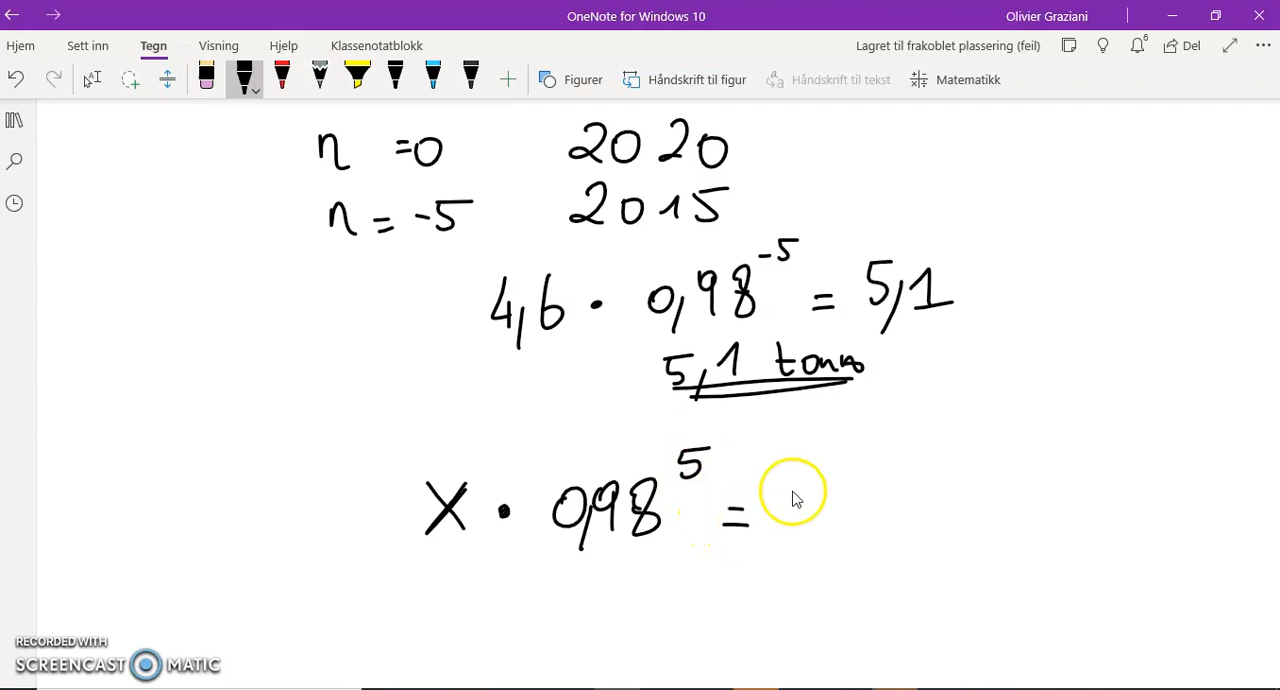 OneNote for Windows 10
Olivier Graziani
Hjem Sett inn Tegn Visning Hjelp Klassenotatblokk
Lagret til frakoblet plassering (feil) 6 Del
Figurer Håndskrift til figur Håndskrift til tekst Matematikk
n = 0 2020
n = -5 2015
4,6 · 0,98^-5 = 5,1
5,1 tonn
X · 0,98^5 =
RECORDED WITH
SCREENCAST MATIC